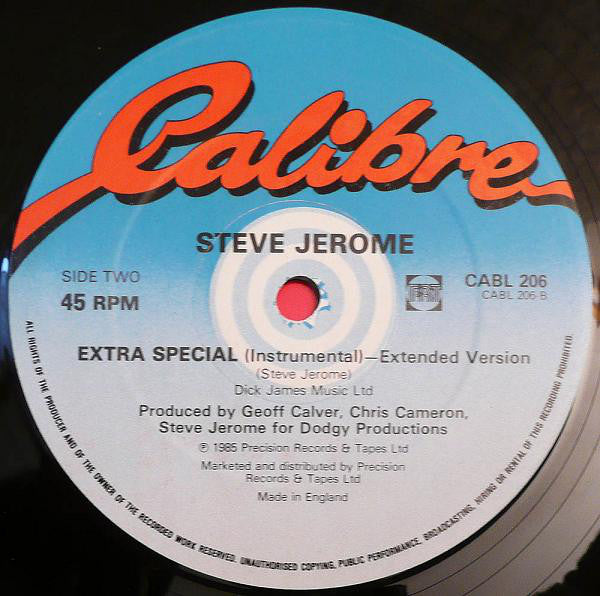 Calibre
STEVE JEROME
SIDE TWO
45 RPM
PRT
CABL 206
CABL 206-B
EXTRA SPECIAL (Instrumental)—Extended Version
(Steve Jerome)
Dick James Music Ltd
Produced by Geoff Calver, Chris Cameron,
Steve Jerome for Dodgy Productions
℗ 1985 Precision Records & Tapes Ltd
Marketed and distributed by Precision
Records & Tapes Ltd
Made in England
ALL RIGHTS OF THE PRODUCER AND OF THE OWNER OF THE RECORDED WORK RESERVED. UNAUTHORISED COPYING, PUBLIC PERFORMANCE, BROADCASTING, HIRING OR RENTAL OF THIS RECORDING PROHIBITED.